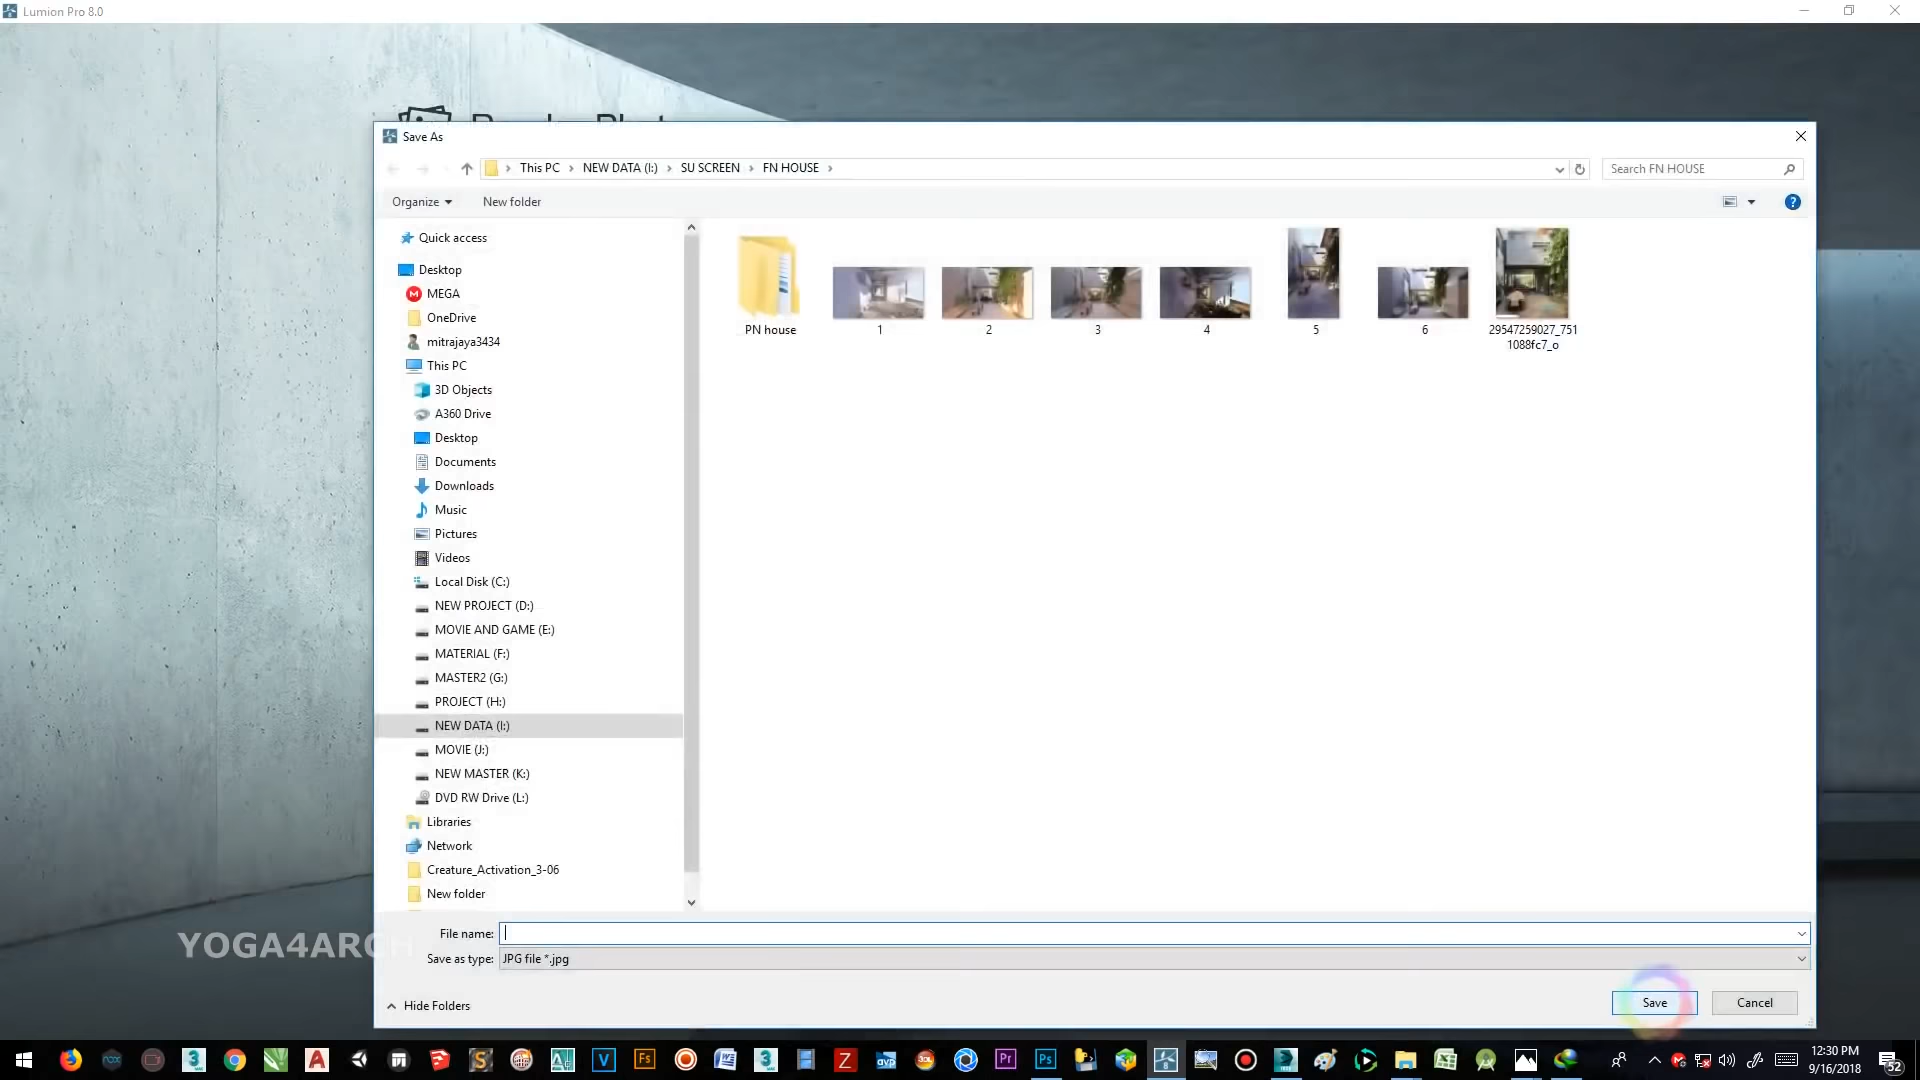 Lumion Pro 8.0
Save As
This PC
NEW DATA (I:)
SU SCREEN
FN HOUSE
Search FN HOUSE
Organize
New folder
Quick access
Desktop
MEGA
OneDrive
mitrajaya3434
This PC
3D Objects
A360 Drive
Desktop
Documents
Downloads
Music
Pictures
Videos
Local Disk (C:)
NEW PROJECT (D:)
MOVIE AND GAME (E:)
MATERIAL (F:)
MASTER2 (G:)
PROJECT (H:)
NEW DATA (I:)
MOVIE (J:)
NEW MASTER (K:)
DVD RW Drive (L:)
Libraries
Network
Creature_Activation_3-06
New folder
PN house
1
2
3
4
5
6
29547259027_751
1088fc7_o
YOGA4ARCH
File name:
Save as type:
JPG file *.jpg
Hide Folders
Save
Cancel
12:30 PM
9/16/2018
52